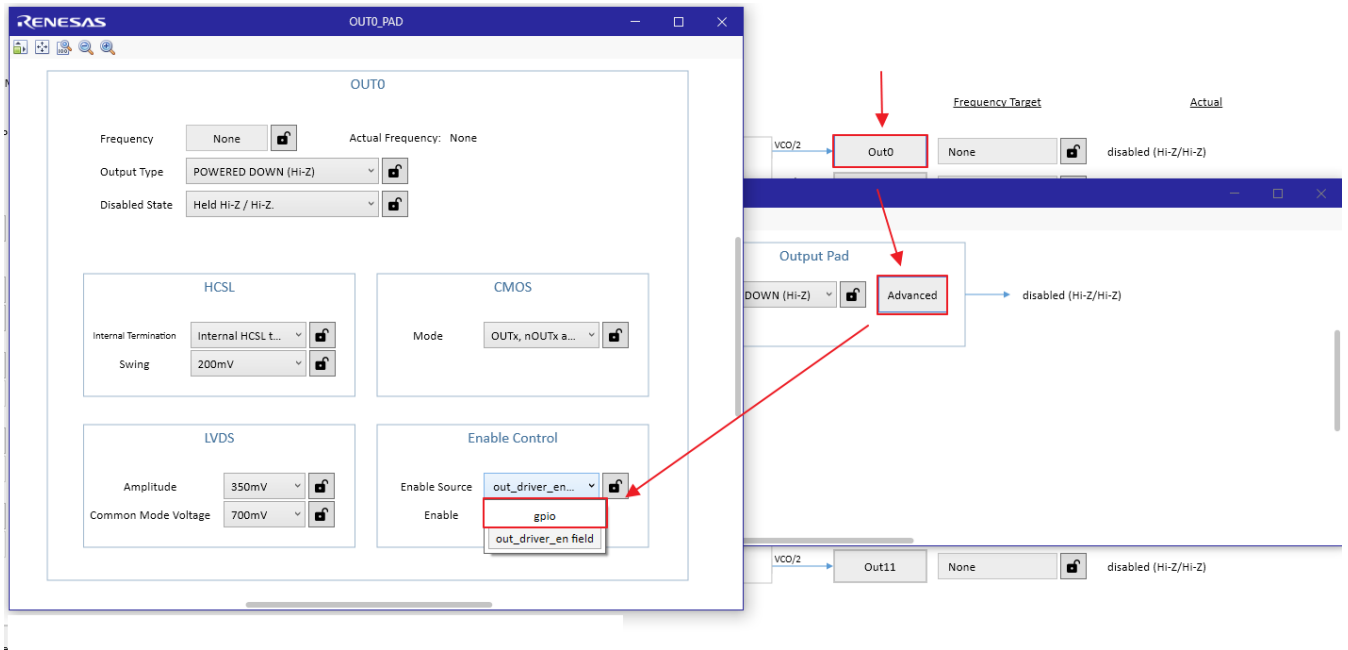 RENESAS
OUT0_PAD
OUT0
Frequency
None
Actual Frequency: None
Output Type
POWERED DOWN (Hi-Z)
Disabled State
Held Hi-Z / Hi-Z.
HCSL
Internal Termination
Internal HCSL t...
Swing
200mV
CMOS
Mode
OUTx, nOUTx a...
LVDS
Amplitude
350mV
Common Mode Voltage
700mV
Enable Control
Enable Source
out_driver_en...
Enable
gpio
out_driver_en field
Frequency Target
Actual
VCO/2
Out0
None
disabled (Hi-Z/Hi-Z)
Output Pad
DOWN (Hi-Z)
Advanced
disabled (Hi-Z/Hi-Z)
VCO/2
Out11
None
disabled (Hi-Z/Hi-Z)